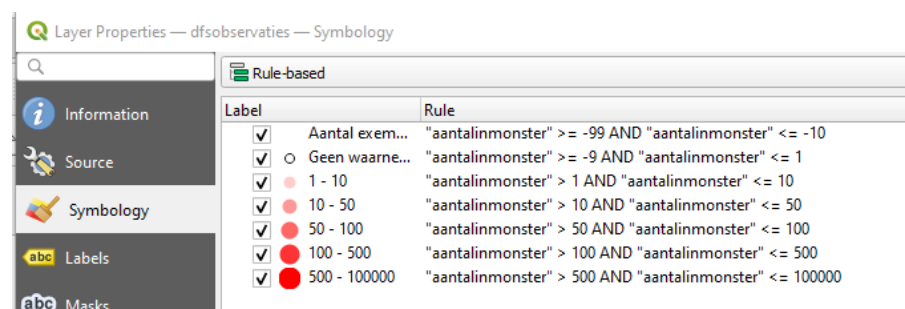 Layer Properties — dfsobservaties — Symbology
Rule-based
Information
Source
Symbology
abc Labels
abc Masks
Label Rule
Aantal exem... "aantalinmonster" >= -99 AND "aantalinmonster" <= -10
Geen waarne... "aantalinmonster" >= -9 AND "aantalinmonster" <= 1
1 - 10 "aantalinmonster" > 1 AND "aantalinmonster" <= 10
10 - 50 "aantalinmonster" > 10 AND "aantalinmonster" <= 50
50 - 100 "aantalinmonster" > 50 AND "aantalinmonster" <= 100
100 - 500 "aantalinmonster" > 100 AND "aantalinmonster" <= 500
500 - 100000 "aantalinmonster" > 500 AND "aantalinmonster" <= 100000